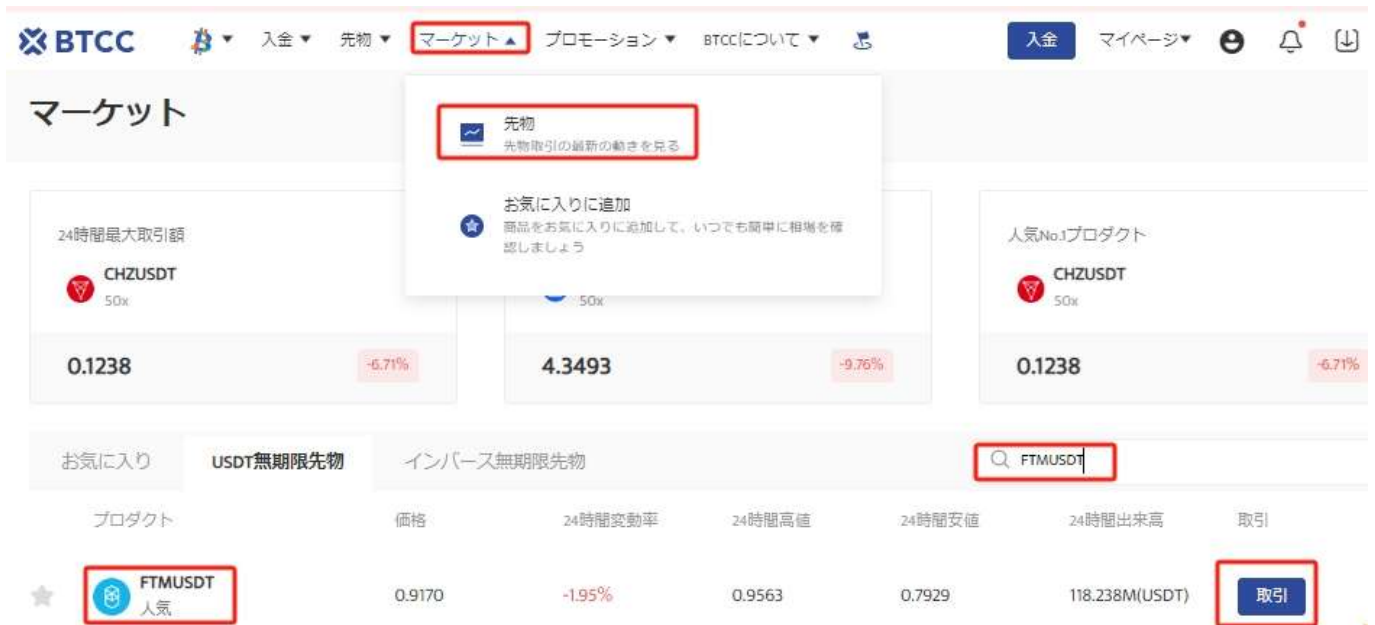 BTCC 入金 ▼ 先物 ▼ マーケット ▲ プロモーション ▼ BTCCについて ▼ 入金 マイページ▼
マーケット
先物
先物取引の最新の動きを見る
お気に入りに追加
商品をお気に入りに追加して、いつでも簡単に相場を確
認しましょう
24時間最大取引額
CHZUSDT
50x
0.1238 -6.71%
50x
4.3493 -9.76%
人気No.1プロダクト
CHZUSDT
50x
0.1238 -6.71%
お気に入り USDT無期限先物 インバース無期限先物 FTMUSDT
プロダクト 価格 24時間変動率 24時間高値 24時間安値 24時間出来高 取引
FTMUSDT
人気
0.9170 -1.95% 0.9563 0.7929 118.238M(USDT) 取引